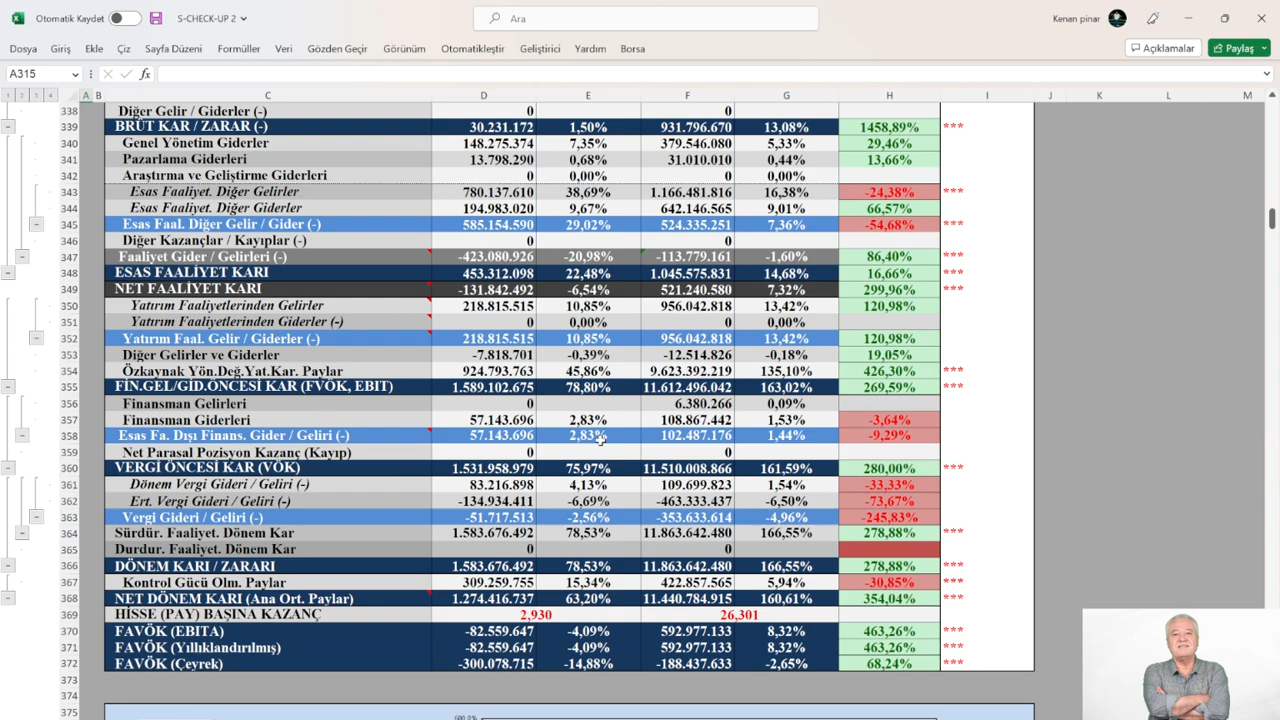 Otomatik Kaydet S-CHECK-UP 2 Ara Kenan pinar
Dosya Giriş Ekle Çiz Sayfa Düzeni Formüller Veri Gözden Geçir Görünüm Otomatikleştir Geliştirici Yardım Borsa Açıklamalar Paylaş
A315 fx
1 2 3 4 A B C D E F G H I J K L M
338 Diğer Gelir / Giderler (-) 0 0
339 BRÜT KAR / ZARAR (-) 30.231.172 1,50% 931.796.670 13,08% 1458,89% ***
340 Genel Yönetim Giderler 148.275.374 7,35% 379.546.080 5,33% 29,46%
341 Pazarlama Giderleri 13.798.290 0,68% 31.010.010 0,44% 13,66%
342 Araştırma ve Geliştirme Giderleri 0 0,00% 0 0,00%
343 Esas Faaliyet. Diğer Gelirler 780.137.610 38,69% 1.166.481.816 16,38% -24,38% ***
344 Esas Faaliyet. Diğer Giderler 194.983.020 9,67% 642.146.565 9,01% 66,57%
345 Esas Faal. Diğer Gelir / Gider (-) 585.154.590 29,02% 524.335.251 7,36% -54,68% ***
346 Diğer Kazançlar / Kayıplar (-) 0 0
347 Faaliyet Gider / Gelirleri (-) -423.080.926 -20,98% -113.779.161 -1,60% 86,40% ***
348 ESAS FAALİYET KARI 453.312.098 22,48% 1.045.575.831 14,68% 16,66% ***
349 NET FAALİYET KARI -131.842.492 -6,54% 521.240.580 7,32% 299,96% ***
350 Yatırım Faaliyetlerinden Gelirler 218.815.515 10,85% 956.042.818 13,42% 120,98%
351 Yatırım Faaliyetlerinden Giderler (-) 0 0,00% 0 0,00%
352 Yatırım Faal. Gelir / Giderler (-) 218.815.515 10,85% 956.042.818 13,42% 120,98%
353 Diğer Gelirler ve Giderler -7.818.701 -0,39% -12.514.826 -0,18% 19,05%
354 Özkaynak Yön.Değ.Yat.Kar. Paylar 924.793.763 45,86% 9.623.392.219 135,10% 426,30% ***
355 FİN.GEL/GİD.ÖNCESİ KAR (FVÖK, EBIT) 1.589.102.675 78,80% 11.612.496.042 163,02% 269,59% ***
356 Finansman Gelirleri 0 6.380.266 0,09%
357 Finansman Giderleri 57.143.696 2,83% 108.867.442 1,53% -3,64%
358 Esas Fa. Dışı Finans. Gider / Geliri (-) 57.143.696 2,83% 102.487.176 1,44% -9,29%
359 Net Parasal Pozisyon Kazanç (Kayıp) 0 0
360 VERGİ ÖNCESİ KAR (VÖK) 1.531.958.979 75,97% 11.510.008.866 161,59% 280,00% ***
361 Dönem Vergi Gideri / Geliri (-) 83.216.898 4,13% 109.699.823 1,54% -33,33%
362 Ert. Vergi Gideri / Geliri (-) -134.934.411 -6,69% -463.333.437 -6,50% -73,67%
363 Vergi Gideri / Geliri (-) -51.717.513 -2,56% -353.633.614 -4,96% -245,83%
364 Sürdür. Faaliyet. Dönem Kar 1.583.676.492 78,53% 11.863.642.480 166,55% 278,88% ***
365 Durdur. Faaliyet. Dönem Kar 0 0
366 DÖNEM KARI / ZARARI 1.583.676.492 78,53% 11.863.642.480 166,55% 278,88% ***
367 Kontrol Gücü Olm. Paylar 309.259.755 15,34% 422.857.565 5,94% -30,85% ***
368 NET DÖNEM KARI (Ana Ort. Paylar) 1.274.416.737 63,20% 11.440.784.915 160,61% 354,04% ***
369 HİSSE (PAY) BAŞINA KAZANÇ 2,930 26,301
370 FAVÖK (EBITA) -82.559.647 -4,09% 592.977.133 8,32% 463,26% ***
371 FAVÖK (Yıllıklandırılmış) -82.559.647 -4,09% 592.977.133 8,32% 463,26% ***
372 FAVÖK (Çeyrek) -300.078.715 -14,88% -188.437.633 -2,65% 68,24% ***
373
374
375 600,0%